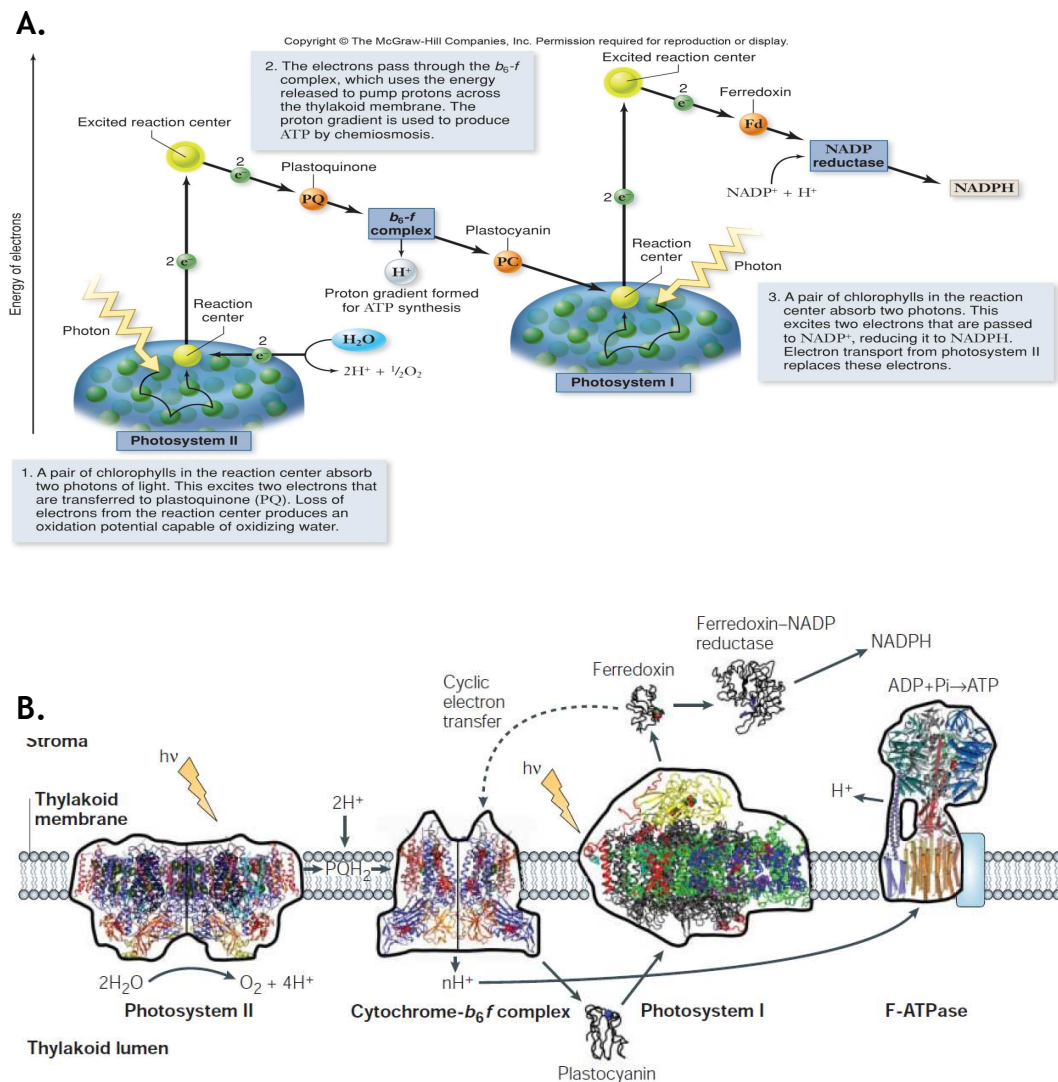 A.
Copyright © The McGraw-Hill Companies, Inc. Permission required for reproduction or display.
Energy of electrons
Excited reaction center
2. The electrons pass through the b₆-f
complex, which uses the energy
released to pump protons across
the thylakoid membrane. The
proton gradient is used to produce
ATP by chemiosmosis.
Excited reaction center
2
e⁻
Ferredoxin
Fd
NADP
reductase
NADP⁺ + H⁺
NADPH
2
e⁻
Plastoquinone
PQ
b₆-f
complex
H⁺
Proton gradient formed
for ATP synthesis
Plastocyanin
PC
2 e⁻
2 e⁻
Reaction
center
Photon
Photon
Reaction
center
2
e⁻
H₂O
2H⁺ + ½O₂
Photosystem II
Photosystem I
3. A pair of chlorophylls in the reaction
center absorb two photons. This
excites two electrons that are passed
to NADP⁺, reducing it to NADPH.
Electron transport from photosystem II
replaces these electrons.
1. A pair of chlorophylls in the reaction center absorb
two photons of light. This excites two electrons that
are transferred to plastoquinone (PQ). Loss of
electrons from the reaction center produces an
oxidation potential capable of oxidizing water.
B.
Stroma
Thylakoid
membrane
hν
2H⁺
PQH₂
Cyclic
electron
transfer
hν
Ferredoxin
Ferredoxin–NADP
reductase
NADPH
ADP+Pi→ATP
H⁺
2H₂O
O₂ + 4H⁺
nH⁺
Photosystem II
Cytochrome-b₆f complex
Photosystem I
F-ATPase
Thylakoid lumen
Plastocyanin